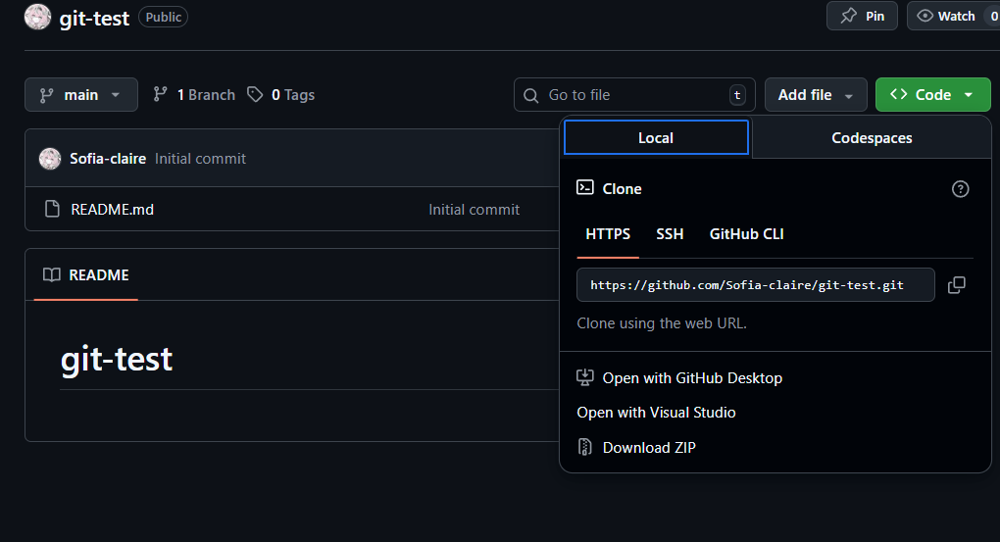 git-test Public Pin Watch 0
main 1 Branch 0 Tags Go to file t Add file Code
Local Codespaces
Sofia-claire Initial commit
Clone
README.md Initial commit
HTTPS SSH GitHub CLI
README
https://github.com/Sofia-claire/git-test.git
Clone using the web URL.
git-test
Open with GitHub Desktop
Open with Visual Studio
Download ZIP